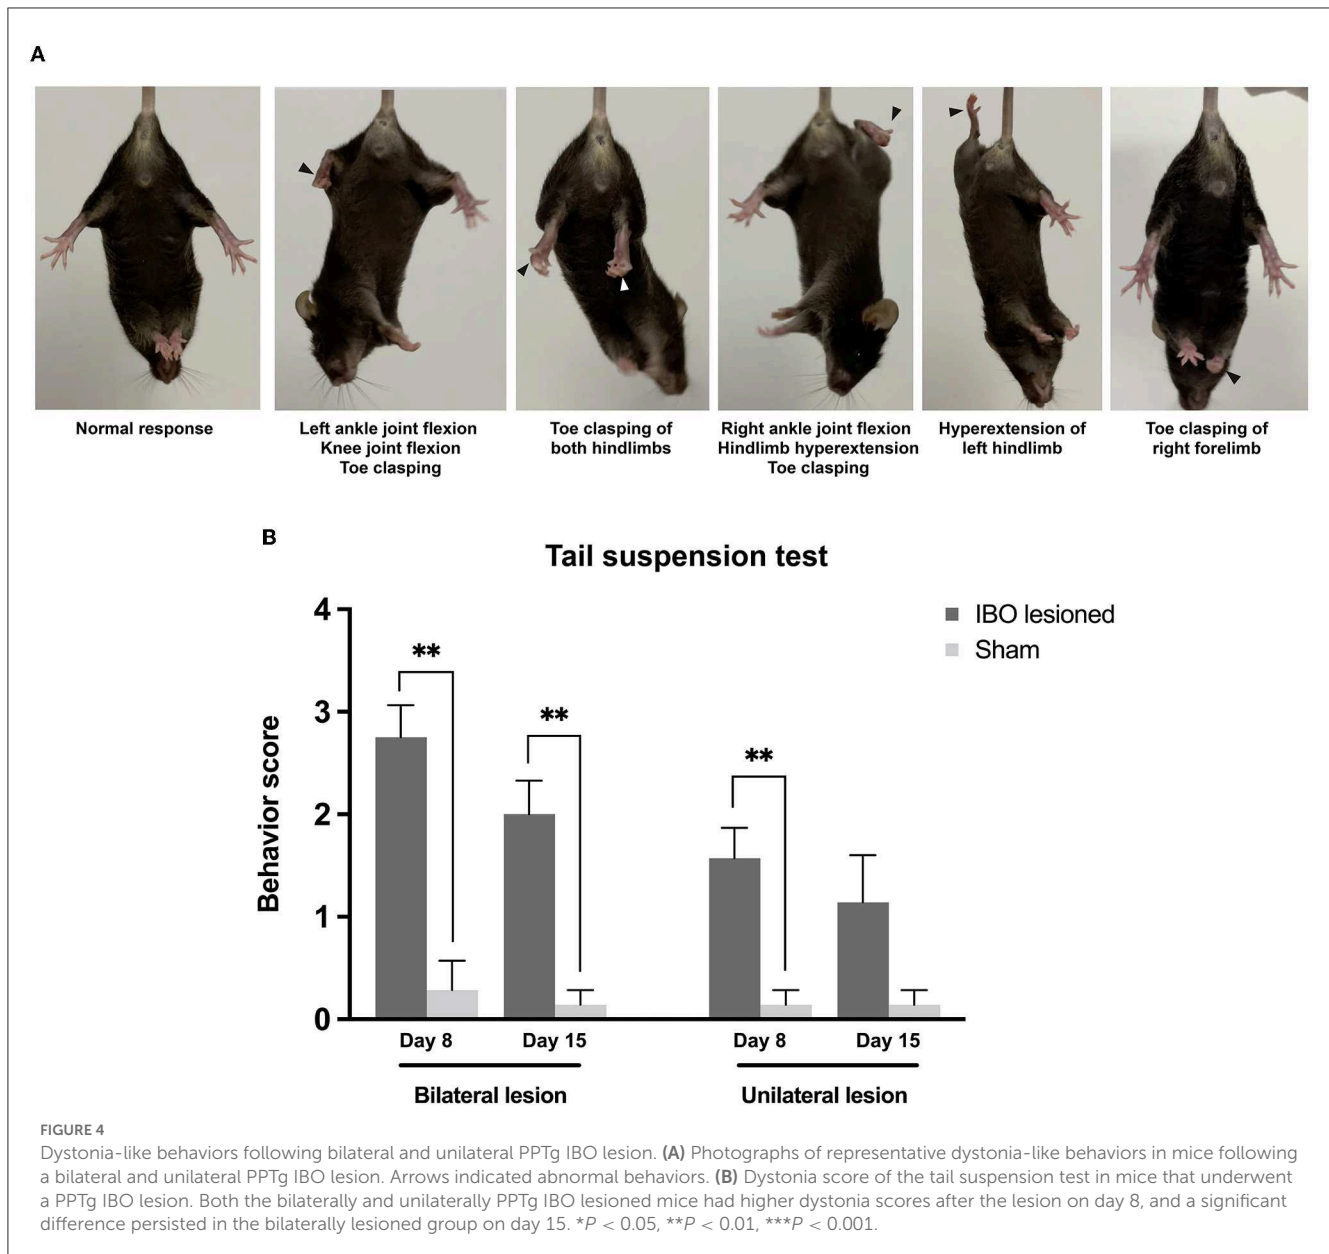 A
Normal response
Left ankle joint flexion
Knee joint flexion
Toe clasping
Toe clasping of
both hindlimbs
Right ankle joint flexion
Hindlimb hyperextension
Toe clasping
Hyperextension of
left hindlimb
Toe clasping of
right forelimb
B
Tail suspension test
IBO lesioned
Sham
Behavior score
4
3
2
1
0
**
**
**
Day 8
Day 15
Day 8
Day 15
Bilateral lesion
Unilateral lesion
FIGURE 4
Dystonia-like behaviors following bilateral and unilateral PPTg IBO lesion. (A) Photographs of representative dystonia-like behaviors in mice following
a bilateral and unilateral PPTg IBO lesion. Arrows indicated abnormal behaviors. (B) Dystonia score of the tail suspension test in mice that underwent
a PPTg IBO lesion. Both the bilaterally and unilaterally PPTg IBO lesioned mice had higher dystonia scores after the lesion on day 8, and a significant
difference persisted in the bilaterally lesioned group on day 15. *P < 0.05, **P < 0.01, ***P < 0.001.